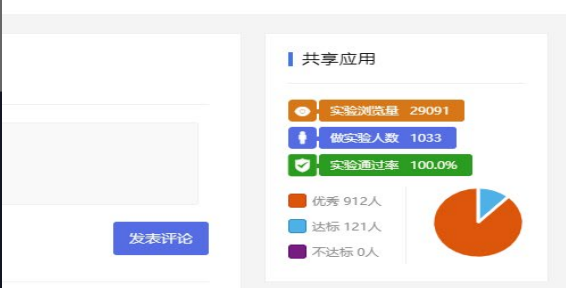 共享应用
实验浏览量 29091
做实验人数 1033
实验通过率 100.0%
优秀 912人
达标 121人
不达标 0人
发表评论